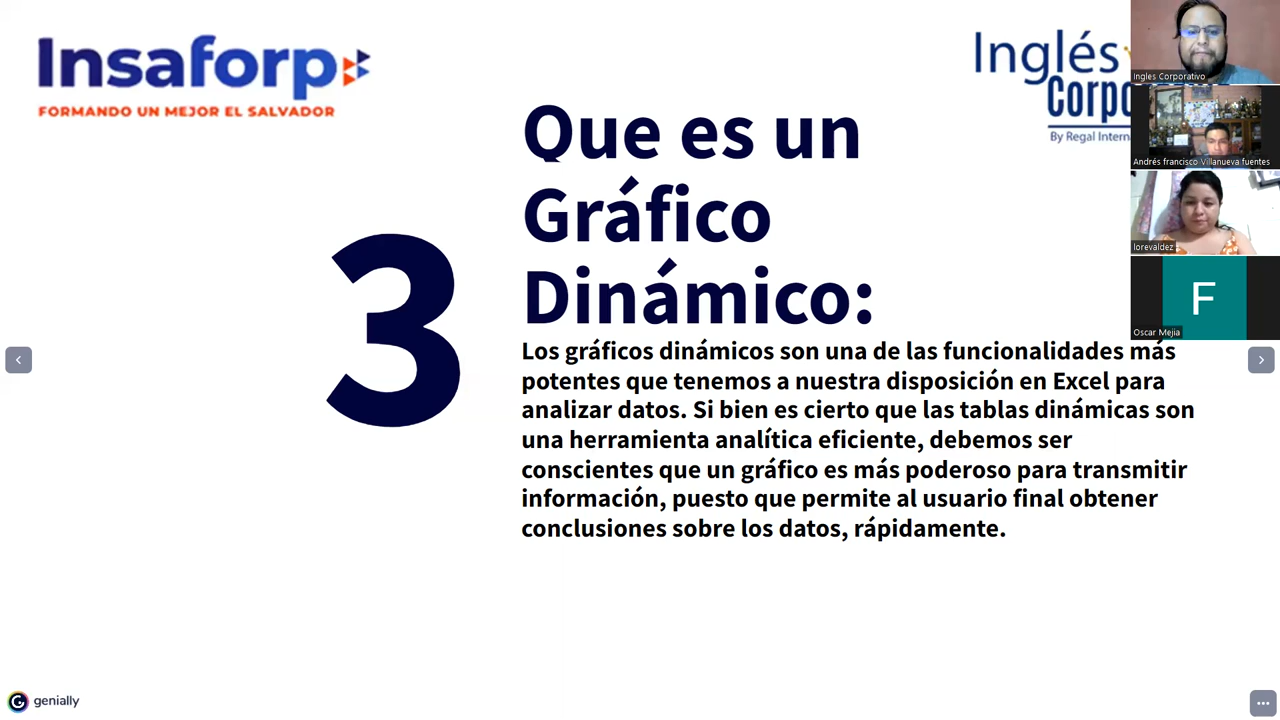 Insaforp
FORMANDO UN MEJOR EL SALVADOR
Inglés
Corpo
By Regal Intern
Que es un
Gráfico
Dinámico:
3
Los gráficos dinámicos son una de las funcionalidades más
potentes que tenemos a nuestra disposición en Excel para
analizar datos. Si bien es cierto que las tablas dinámicas son
una herramienta analítica eficiente, debemos ser
conscientes que un gráfico es más poderoso para transmitir
información, puesto que permite al usuario final obtener
conclusiones sobre los datos, rápidamente.
Ingles Corporativo
Andrés francisco Villanueva fuentes
lorevaldez
F
Oscar Mejia
genially